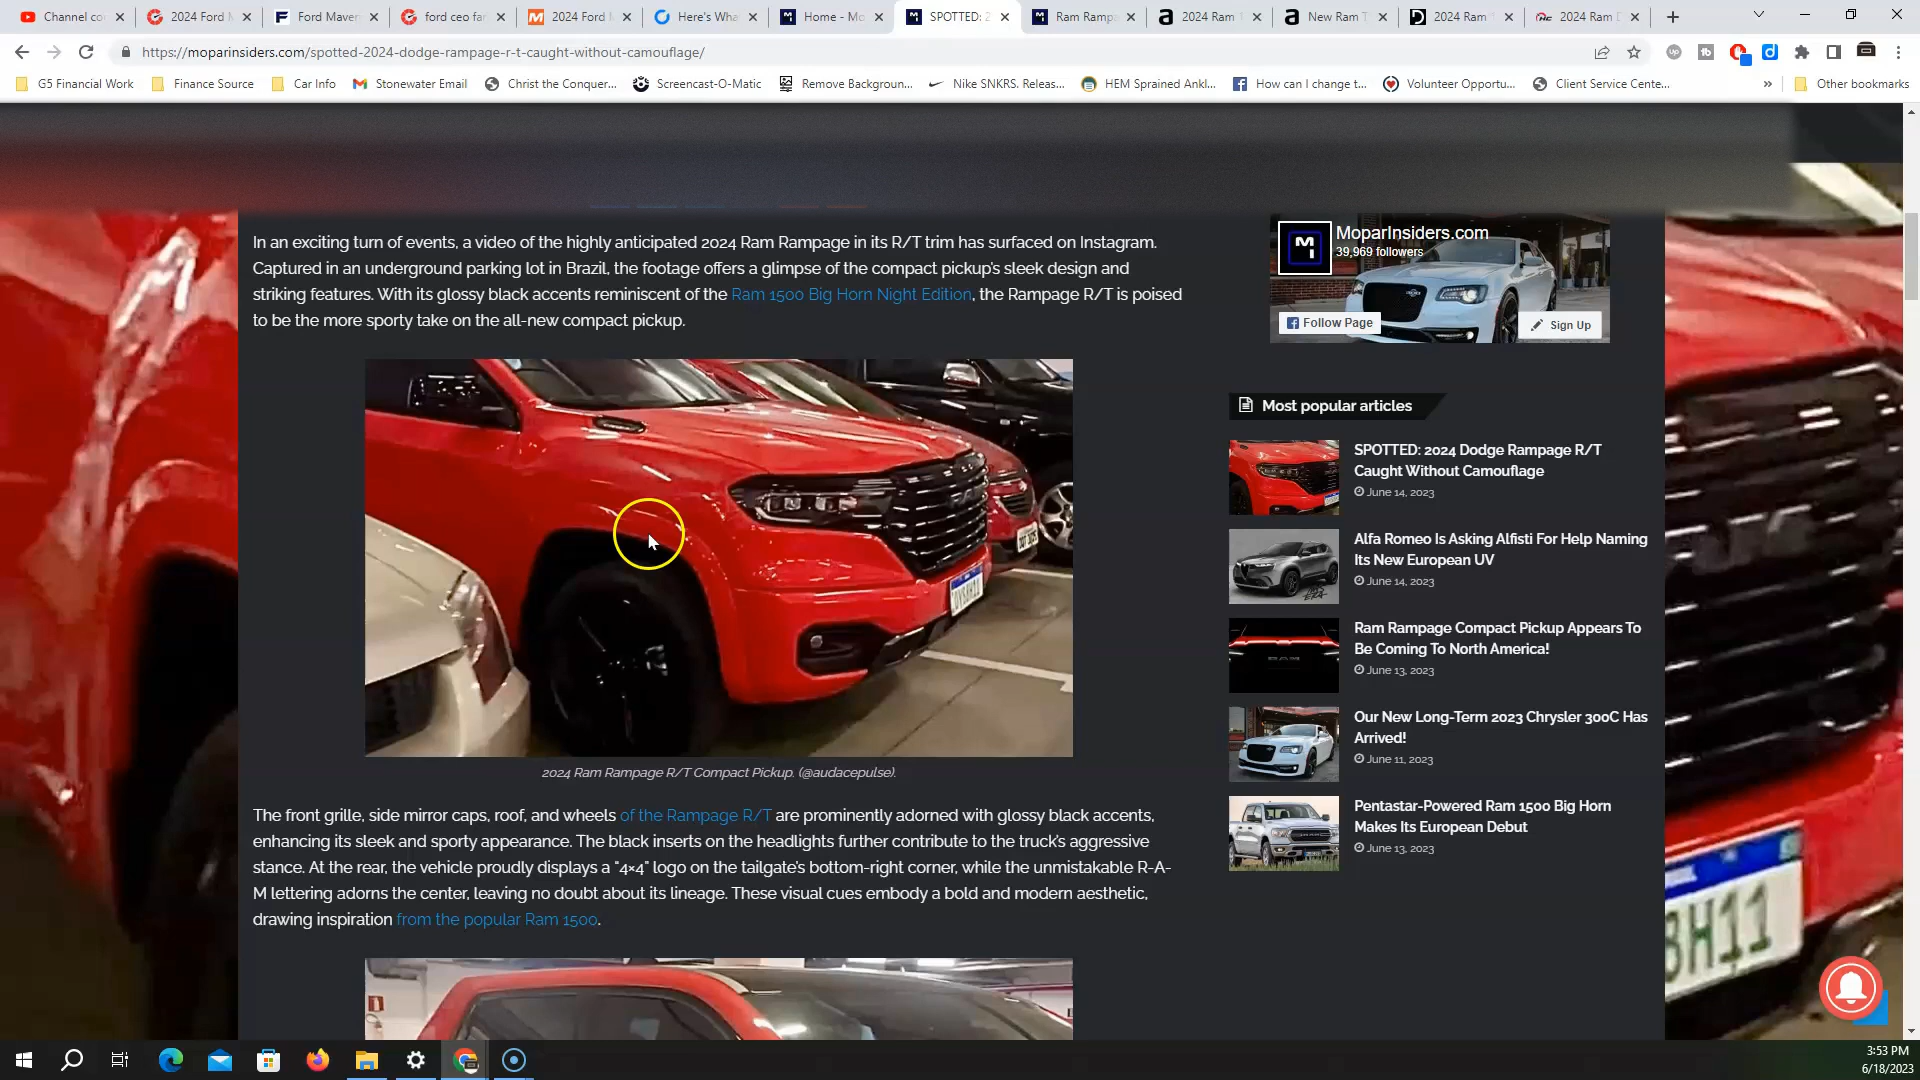 Channel co
2024 Ford M
Ford Maver
ford ceo far
2024 Ford M
Here's Wha
Home - Mo
SPOTTED: 2
Ram Rampa
2024 Ram 1
New Ram T
2024 Ram
2024 Ram D
https://moparinsiders.com/spotted-2024-dodge-rampage-r-t-caught-without-camouflage/
G5 Financial Work
Finance Source
Car Info
Stonewater Email
Christ the Conquer...
Screencast-O-Matic
Remove Backgroun...
Nike SNKRS. Releas...
HEM Sprained Ankl...
How can I change t...
Volunteer Opportu...
Client Service Cente...
»
Other bookmarks
In an exciting turn of events, a video of the highly anticipated 2024 Ram Rampage in its R/T trim has surfaced on Instagram.
Captured in an underground parking lot in Brazil, the footage offers a glimpse of the compact pickup's sleek design and
striking features. With its glossy black accents reminiscent of the Ram 1500 Big Horn Night Edition, the Rampage R/T is poised
to be the more sporty take on the all-new compact pickup.
2024 Ram Rampage R/T Compact Pickup. (@audacepulse).
The front grille, side mirror caps, roof, and wheels of the Rampage R/T are prominently adorned with glossy black accents,
enhancing its sleek and sporty appearance. The black inserts on the headlights further contribute to the truck's aggressive
stance. At the rear, the vehicle proudly displays a "4×4" logo on the tailgate's bottom-right corner, while the unmistakable R-A-
M lettering adorns the center, leaving no doubt about its lineage. These visual cues embody a bold and modern aesthetic,
drawing inspiration from the popular Ram 1500.
MoparInsiders.com
39,969 followers
Follow Page
Sign Up
Most popular articles
SPOTTED: 2024 Dodge Rampage R/T
Caught Without Camouflage
June 14, 2023
Alfa Romeo Is Asking Alfisti For Help Naming
Its New European UV
June 14, 2023
Ram Rampage Compact Pickup Appears To
Be Coming To North America!
June 13, 2023
Our New Long-Term 2023 Chrysler 300C Has
Arrived!
June 11, 2023
Pentastar-Powered Ram 1500 Big Horn
Makes Its European Debut
June 13, 2023
8H11
3:53 PM
6/18/2023